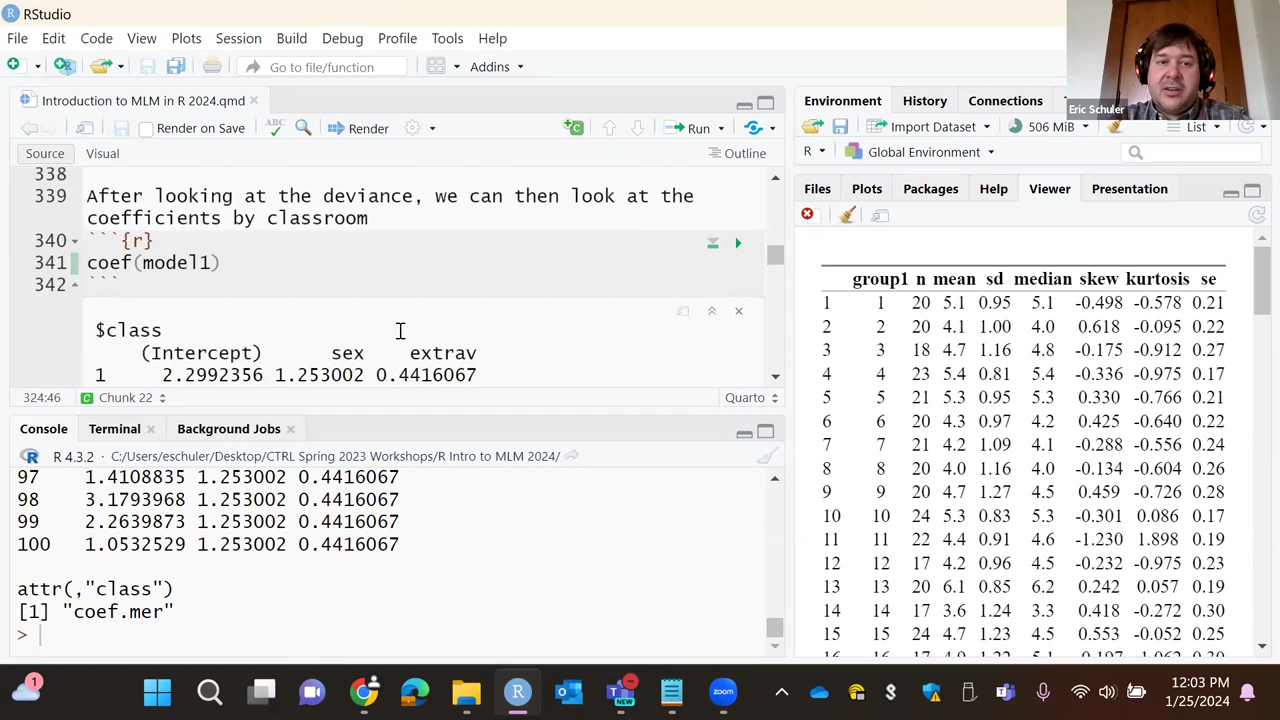 RStudio
File Edit Code View Plots Session Build Debug Profile Tools Help
Go to file/function Addins
Eric Schuler
Introduction to MLM in R 2024.qmd
Render on Save Render Run
Source Visual Outline
338
339 After looking at the deviance, we can then look at the
coefficients by classroom
340 ```{r}
341 coef(model1)
342 ```
$class
(Intercept) sex extrav
1 2.2992356 1.253002 0.4416067
324:46 Chunk 22 Quarto
Console Terminal Background Jobs
R 4.3.2 · C:/Users/eschuler/Desktop/CTRL Spring 2023 Workshops/R Intro to MLM 2024/
97 1.4108835 1.253002 0.4416067
98 3.1793968 1.253002 0.4416067
99 2.2639873 1.253002 0.4416067
100 1.0532529 1.253002 0.4416067
attr(,"class")
[1] "coef.mer"
>
Environment History Connections
Import Dataset 506 MiB List
R Global Environment
Files Plots Packages Help Viewer Presentation
group1 n mean sd median skew kurtosis se
1 1 20 5.1 0.95 5.1 -0.498 -0.578 0.21
2 2 20 4.1 1.00 4.0 0.618 -0.095 0.22
3 3 18 4.7 1.16 4.8 -0.175 -0.912 0.27
4 4 23 5.4 0.81 5.4 -0.336 -0.975 0.17
5 5 21 5.3 0.95 5.3 0.330 -0.766 0.21
6 6 20 4.3 0.97 4.2 0.425 -0.640 0.22
7 7 21 4.2 1.09 4.1 -0.288 -0.556 0.24
8 8 20 4.0 1.16 4.0 -0.134 -0.604 0.26
9 9 20 4.7 1.27 4.5 0.459 -0.726 0.28
10 10 24 5.3 0.83 5.3 -0.301 0.086 0.17
11 11 22 4.4 0.91 4.6 -1.230 1.898 0.19
12 12 17 4.2 0.96 4.5 -0.232 -0.975 0.23
13 13 20 6.1 0.85 6.2 0.242 0.057 0.19
14 14 17 3.6 1.24 3.3 0.418 -0.272 0.30
15 15 24 4.7 1.23 4.5 0.553 -0.052 0.25
1
NEW
zoom
12:03 PM
1/25/2024